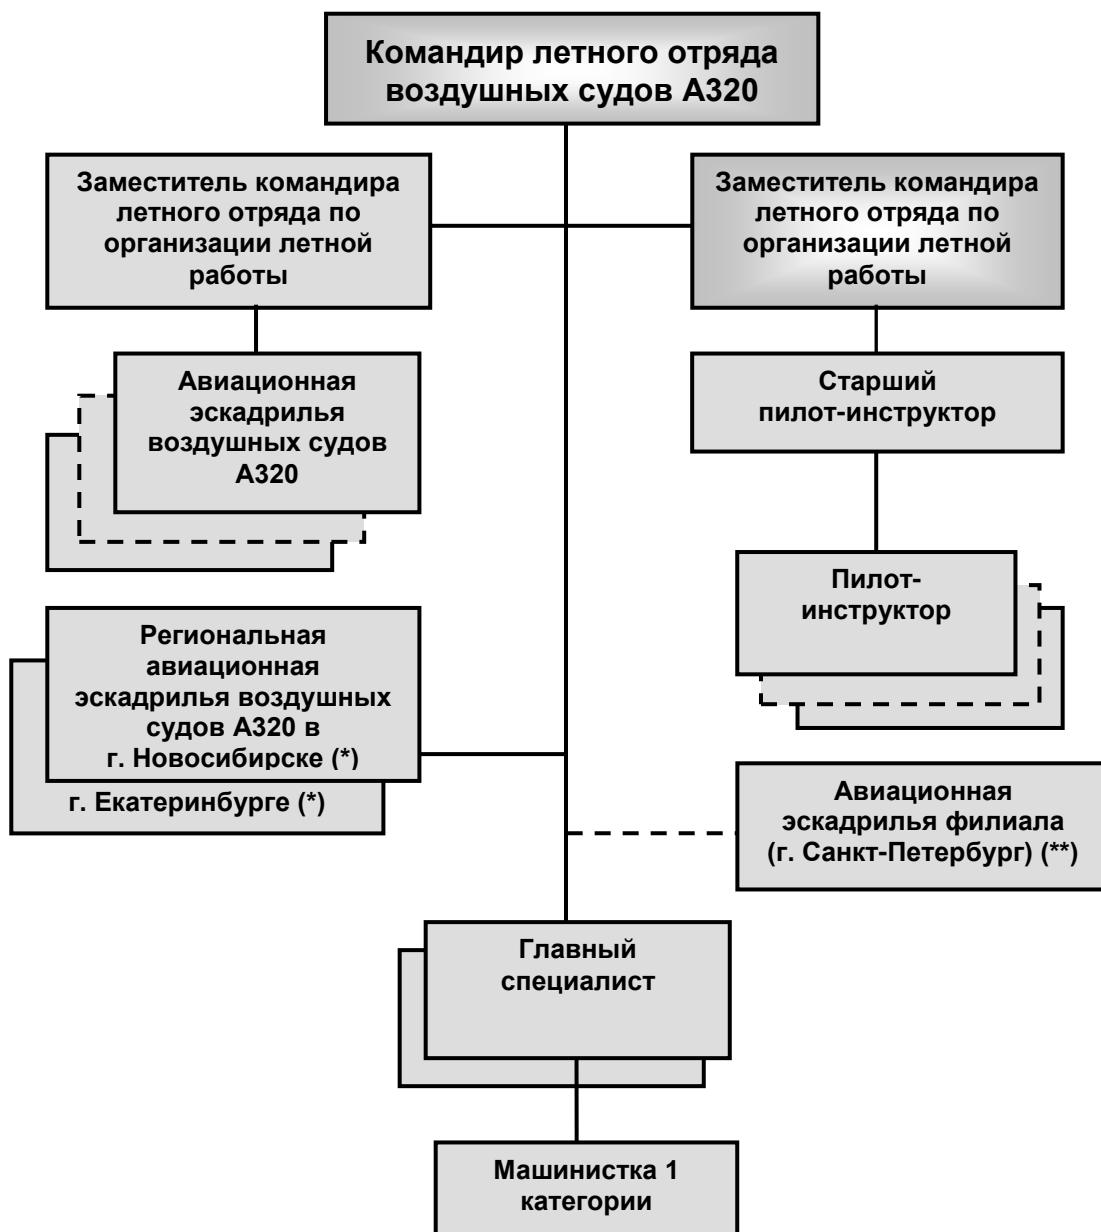 Командир летного отряда
воздушных судов А320
Заместитель командира
летного отряда по
организации летной
работы
Заместитель командира
летного отряда по
организации летной
работы
Авиационная
эскадрилья
воздушных судов
А320
Старший
пилот-инструктор
Пилот-
инструктор
Региональная
авиационная
эскадрилья воздушных
судов А320 в
г. Новосибирске (*)
г. Екатеринбурге (*)
Авиационная
эскадрилья филиала
(г. Санкт-Петербург) (**)
Главный
специалист
Машинистка 1
категории